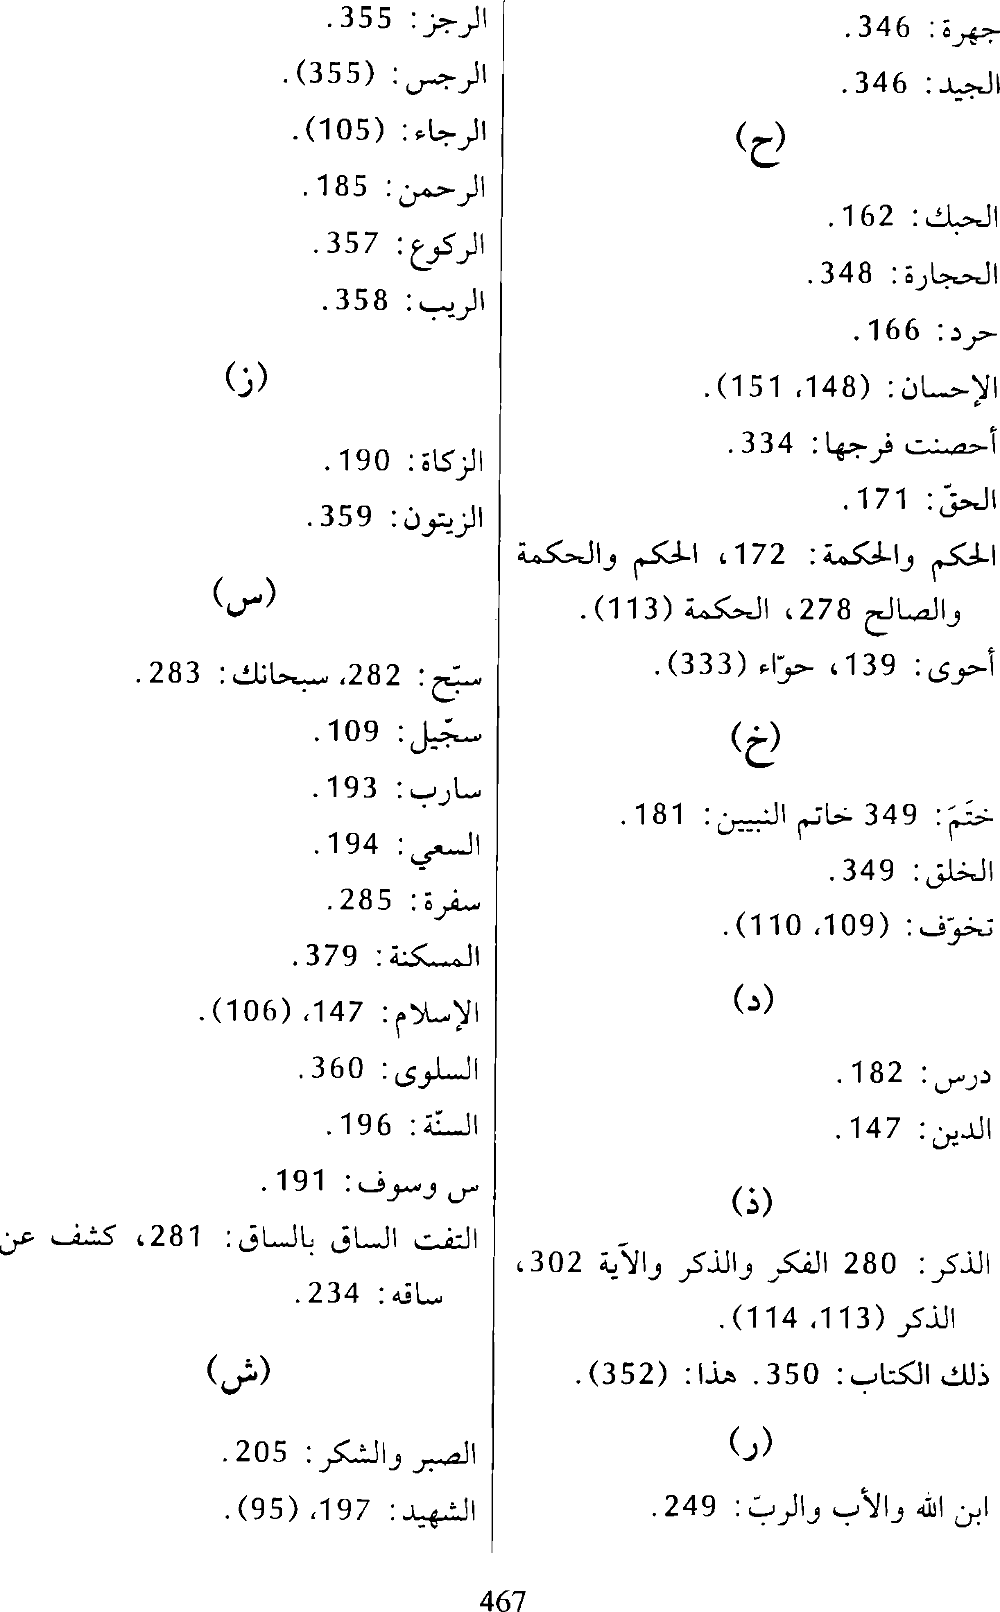 جهرة: 346.
الجيد: 346.
(ح)
الحبك: 162.
الحجارة: 348.
حرد: 166.
الإحسان: (148، 151).
أحصنت فرجها: 334.
الحقّ: 171.
الحكم والحكمة: 172، الحكم والحكمة
والصالح 278، الحكمة (113).
أحوى: 139، حوّاء (333).
(خ)
ختَمَ: 349 خاتم النبيين: 181.
الخلق: 349.
تخوّف: (109، 110).
(د)
درس: 182.
الدين: 147.
(ذ)
الذكر: 280 الفكر والذكر والآية 302،
الذكر (113، 114).
ذلك الكتاب: 350. هذا: (352).
(ر)
ابن الله والأب والربّ: 249.
الرجز: 355.
الرجس: (355).
الرجاء: (105).
الرحمن: 185.
الركوع: 357.
الريب: 358.
(ز)
الزكاة: 190.
الزيتون: 359.
(س)
سبّح: 282، سبحانك: 283.
سجّيل: 109.
سارب: 193.
السعي: 194.
سفرة: 285.
المسكنة: 379.
الإسلام: 147، (106).
السلوى: 360.
السنّة: 196.
س وسوف: 191.
التفت الساق بالساق: 281، كشف عن
ساقه: 234.
(ش)
الصبر والشكر: 205.
الشهيد: 197، (95).
467